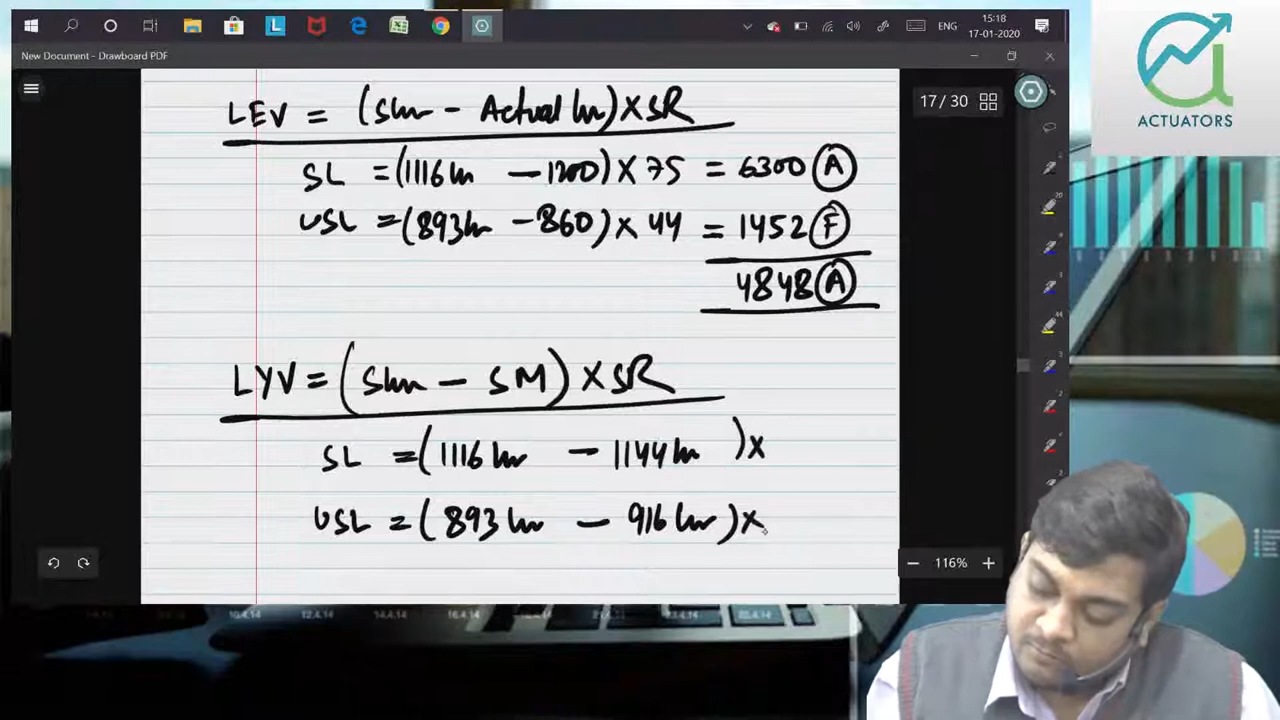 15:18
ENG
17-01-2020
New Document - Drawboard PDF
17 / 30
ACTUATORS
LEV = (Shr - Actual hr) X SR
SL = (1116 hr - 1200) X 75 = 6300 (A)
USL = (893 hr - 860) X 44 = 1452 (F)
4848 (A)
LYV = (Shr - SM) X SR
SL = (1116 hr - 1144 hr ) X
USL = (893 hr - 916 hr) X
116%